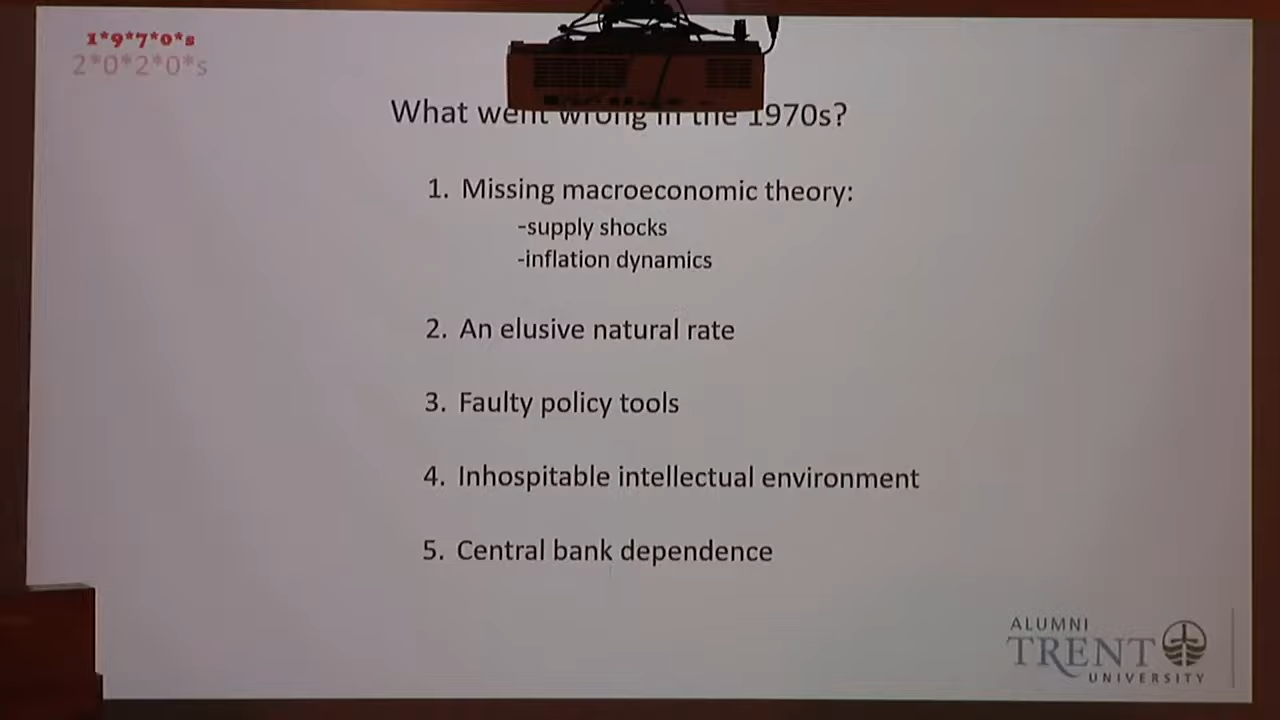 1*9*7*0*s
2*0*2*0*s
What went wrong in the 1970s?
1. Missing macroeconomic theory:
-supply shocks
-inflation dynamics
2. An elusive natural rate
3. Faulty policy tools
4. Inhospitable intellectual environment
5. Central bank dependence
ALUMNI
TRENT
UNIVERSITY